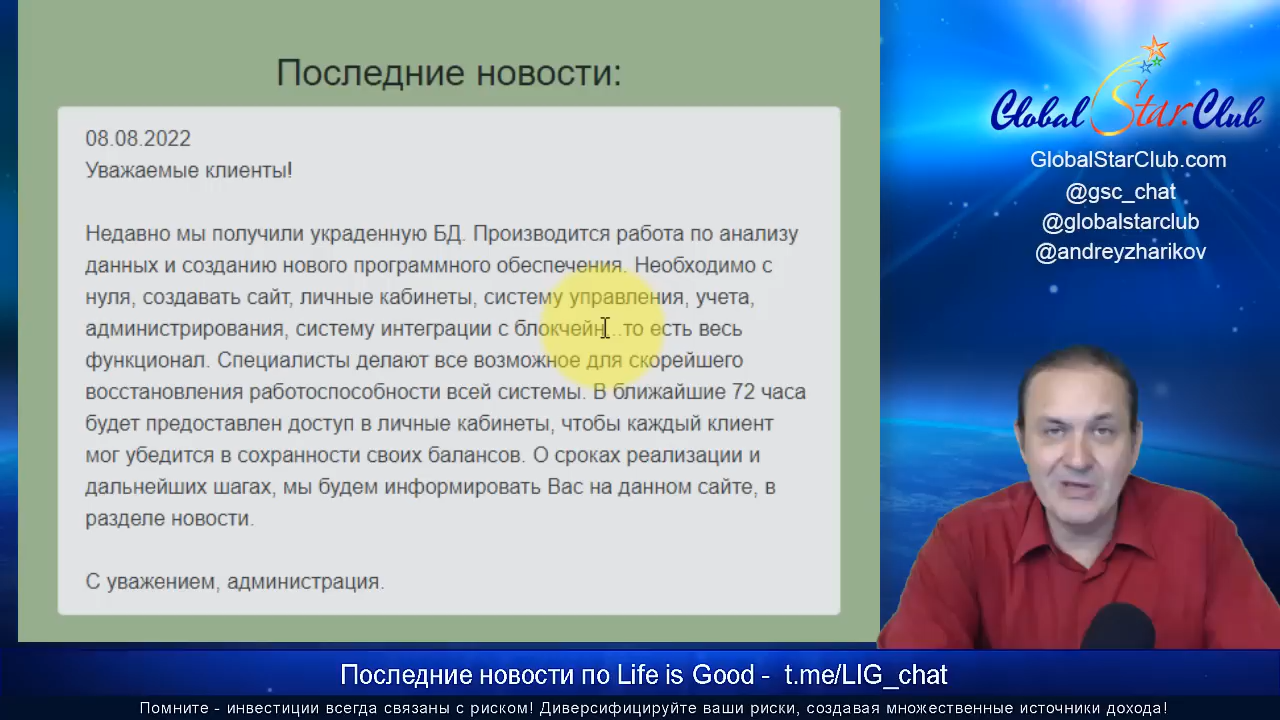 Последние новости:
08.08.2022
Уважаемые клиенты!
Недавно мы получили украденную БД. Производится работа по анализу
данных и созданию нового программного обеспечения. Необходимо с
нуля, создавать сайт, личные кабинеты, систему управления, учета,
администрирования, систему интеграции с блокчейн...то есть весь
функционал. Специалисты делают все возможное для скорейшего
восстановления работоспособности всей системы. В ближайшие 72 часа
будет предоставлен доступ в личные кабинеты, чтобы каждый клиент
мог убедится в сохранности своих балансов. О сроках реализации и
дальнейших шагах, мы будем информировать Вас на данном сайте, в
разделе новости.
С уважением, администрация.
Global Star.Club
GlobalStarClub.com
@gsc_chat
@globalstarclub
@andreyzharikov
Последние новости по Life is Good - t.me/LIG_chat
Помните - инвестиции всегда связаны с риском! Диверсифицируйте ваши риски, создавая множественные источники дохода!